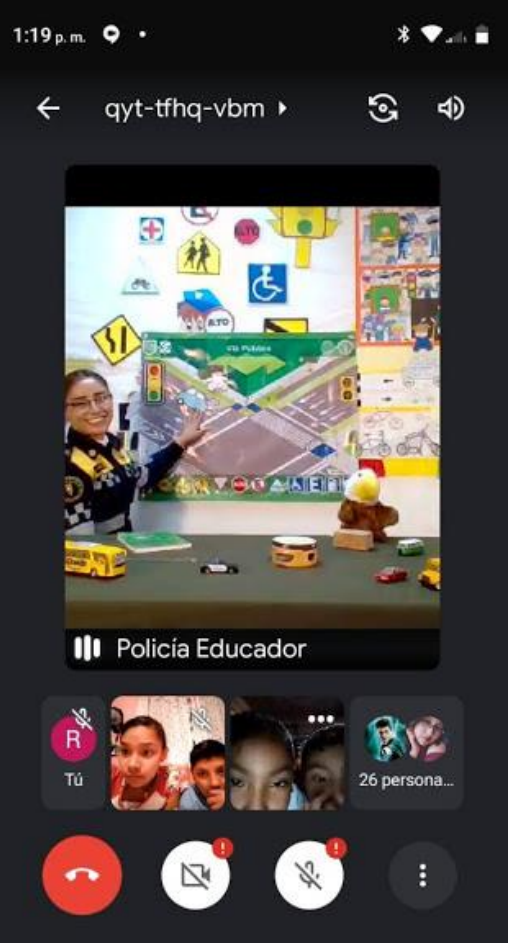 1:19 p. m.
qyt-tfhq-vbm
ALTO
ALTO
Vía Pública
Policía Educador
R
Tú
26 persona...